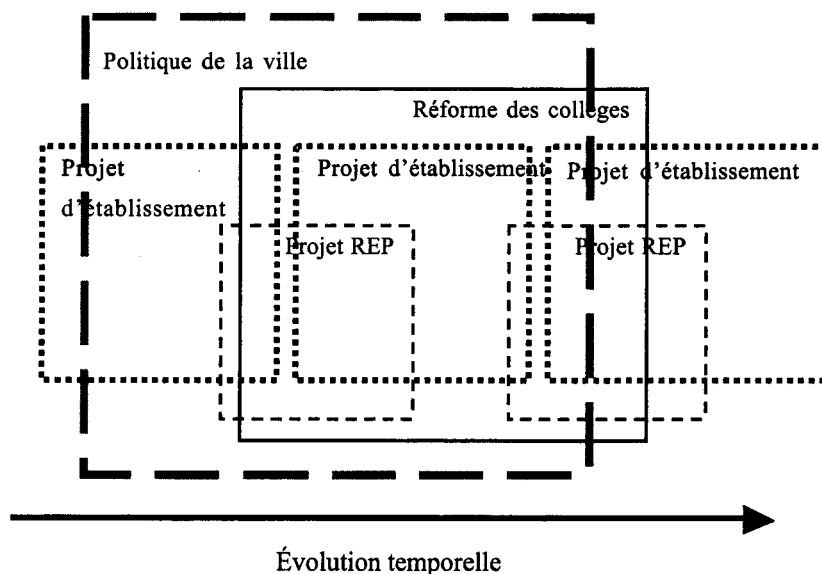 Politique de la ville
Réforme des collèges
Projet
d'établissement
Projet d'établissement
Projet d'établissement
Projet REP
Projet REP
Évolution temporelle